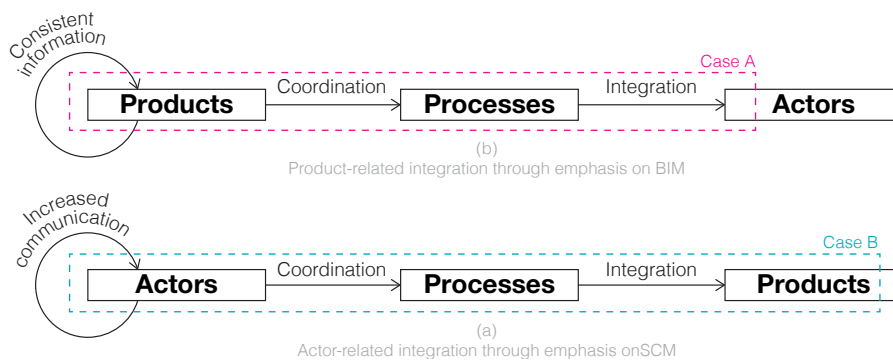 Consistent
information
Case A
Coordination
Integration
Products
Processes
Actors
(b)
Product-related integration through emphasis on BIM
Increased
communication
Case B
Coordination
Integration
Actors
Processes
Products
(a)
Actor-related integration through emphasis onSCM